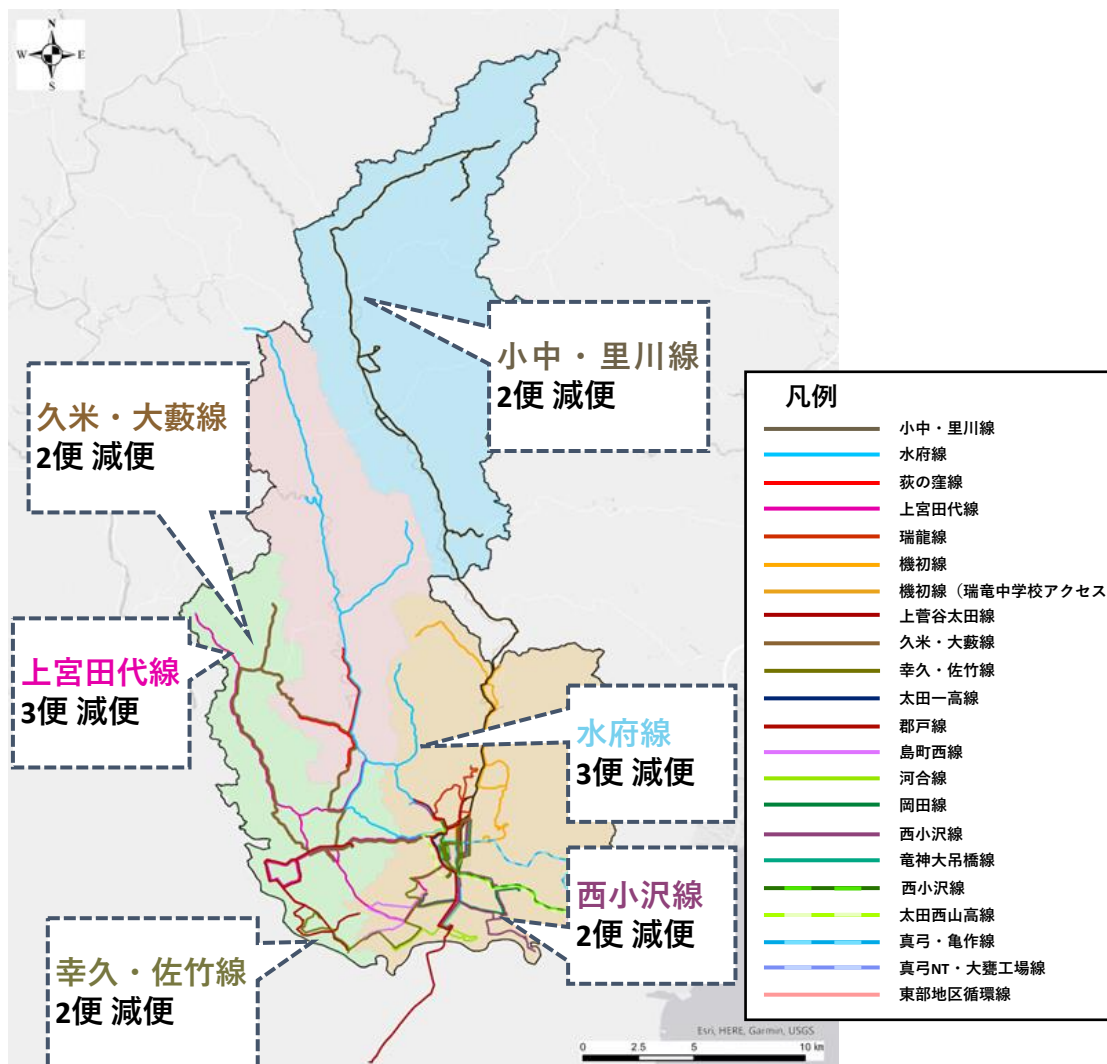 N
W
E
S
小中・里川線
2便 減便
久米・大藪線
2便 減便
上宮田代線
3便 減便
水府線
3便 減便
西小沢線
2便 減便
幸久・佐竹線
2便 減便
凡例
小中・里川線
水府線
荻の窪線
上宮田代線
瑞龍線
機初線
機初線（瑞竜中学校アクセス
上菅谷太田線
久米・大藪線
幸久・佐竹線
太田一高線
郡戸線
島町西線
河合線
岡田線
西小沢線
竜神大吊橋線
西小沢線
太田西山高線
真弓・亀作線
真弓NT・大甕工場線
東部地区循環線
Esri, HERE, Garmin, USGS
0 2.5 5 10 km